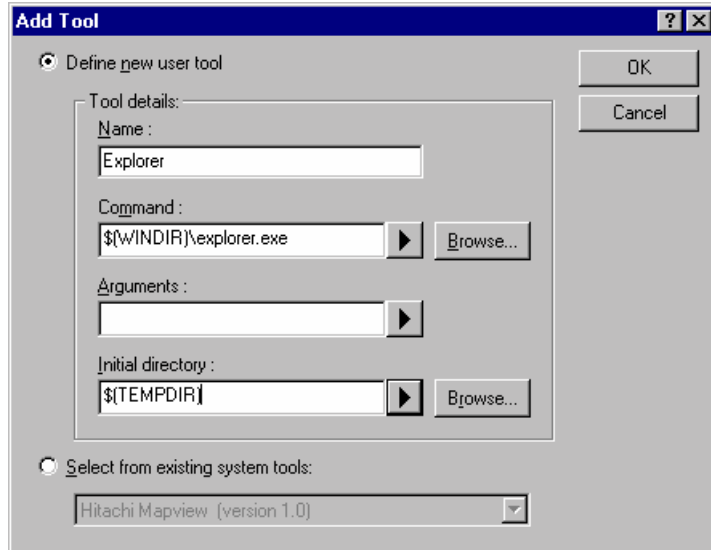 Add Tool
Define new user tool
OK
Tool details:
Cancel
Name :
Explorer
Command :
$(WINDIR)\explorer.exe
Browse...
Arguments :
Initial directory :
$(TEMPDIR)
Browse...
Select from existing system tools:
Hitachi Mapview (version 1.0)